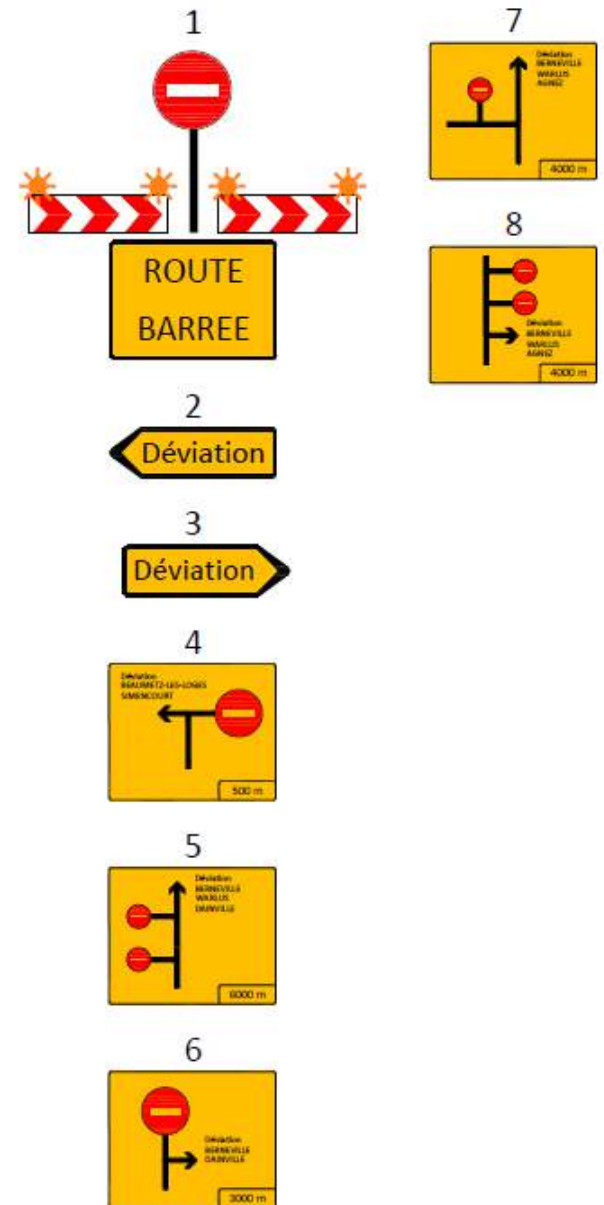 1
ROUTE
BARREE
2
Déviation
3
Déviation
4
Déviation
BEAUMETZ-LES-LOGES
SIMENCOURT
500 m
5
Déviation
BERNEVILLE
WARLUS
DAINVILLE
6000 m
6
Déviation
BERNEVILLE
DAINVILLE
3000 m
7
Déviation
BERNEVILLE
WARLUS
AGNEZ
4000 m
8
Déviation
BERNEVILLE
WARLUS
AGNEZ
4000 m